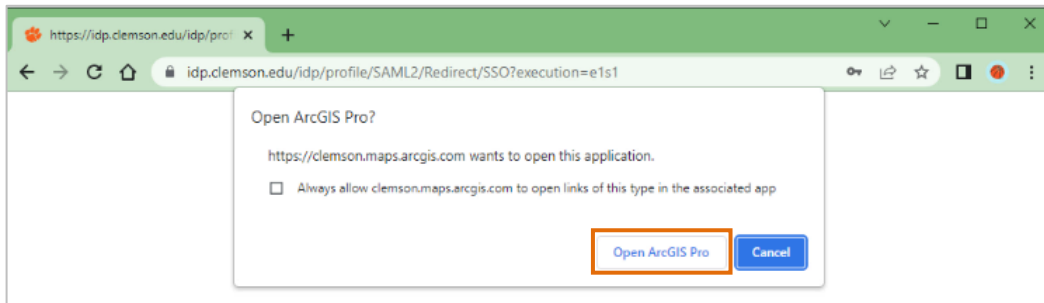 https://idp.clemson.edu/idp/prof
idp.clemson.edu/idp/profile/SAML2/Redirect/SSO?execution=e1s1
Open ArcGIS Pro?
https://clemson.maps.arcgis.com wants to open this application.
Always allow clemson.maps.arcgis.com to open links of this type in the associated app
Open ArcGIS Pro Cancel